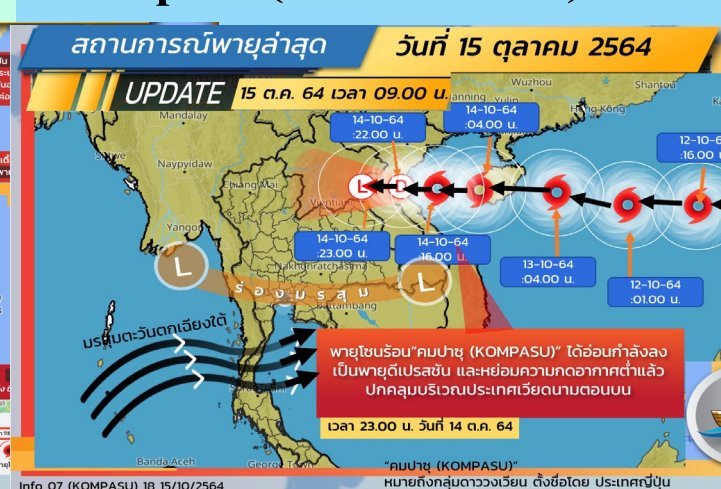 สถานการณ์พายุล่าสุด
วันที่ 15 ตุลาคม 2564
UPDATE
15 ต.ค. 64 เวลา 09.00 น.
Wuzhou
Shantou
Mandalay
Nanning
Yulin
Hong Kong
14-10-64
:22.00 น.
14-10-64
:04.00 น.
12-10-64
:16.00 น.
Naypyidaw
Chiang Mai
L
D
Vientiane
Yangon
14-10-64
:23.00 น.
14-10-64
:16.00 น.
13-10-64
:04.00 น.
12-10-64
:01.00 น.
L
Nakhonratchasima
L
ร่องมรสุม
Battambang
มรสุมตะวันตกเฉียงใต้
พายุโซนร้อน"คมปาซุ (KOMPASU)" ได้อ่อนกำลังลง
เป็นพายุดีเปรสชัน และหย่อมความกดอากาศต่ำแล้ว
ปกคลุมบริเวณประเทศเวียดนามตอนบน
เวลา 23.00 น. วันที่ 14 ต.ค. 64
Banda Aceh
George Town
"คมปาซุ (KOMPASU)"
หมายถึงกลุ่มดาววงเวียน ตั้งชื่อโดย ประเทศญี่ปุ่น
Info 07 (KOMPASU) 18 15/10/2564